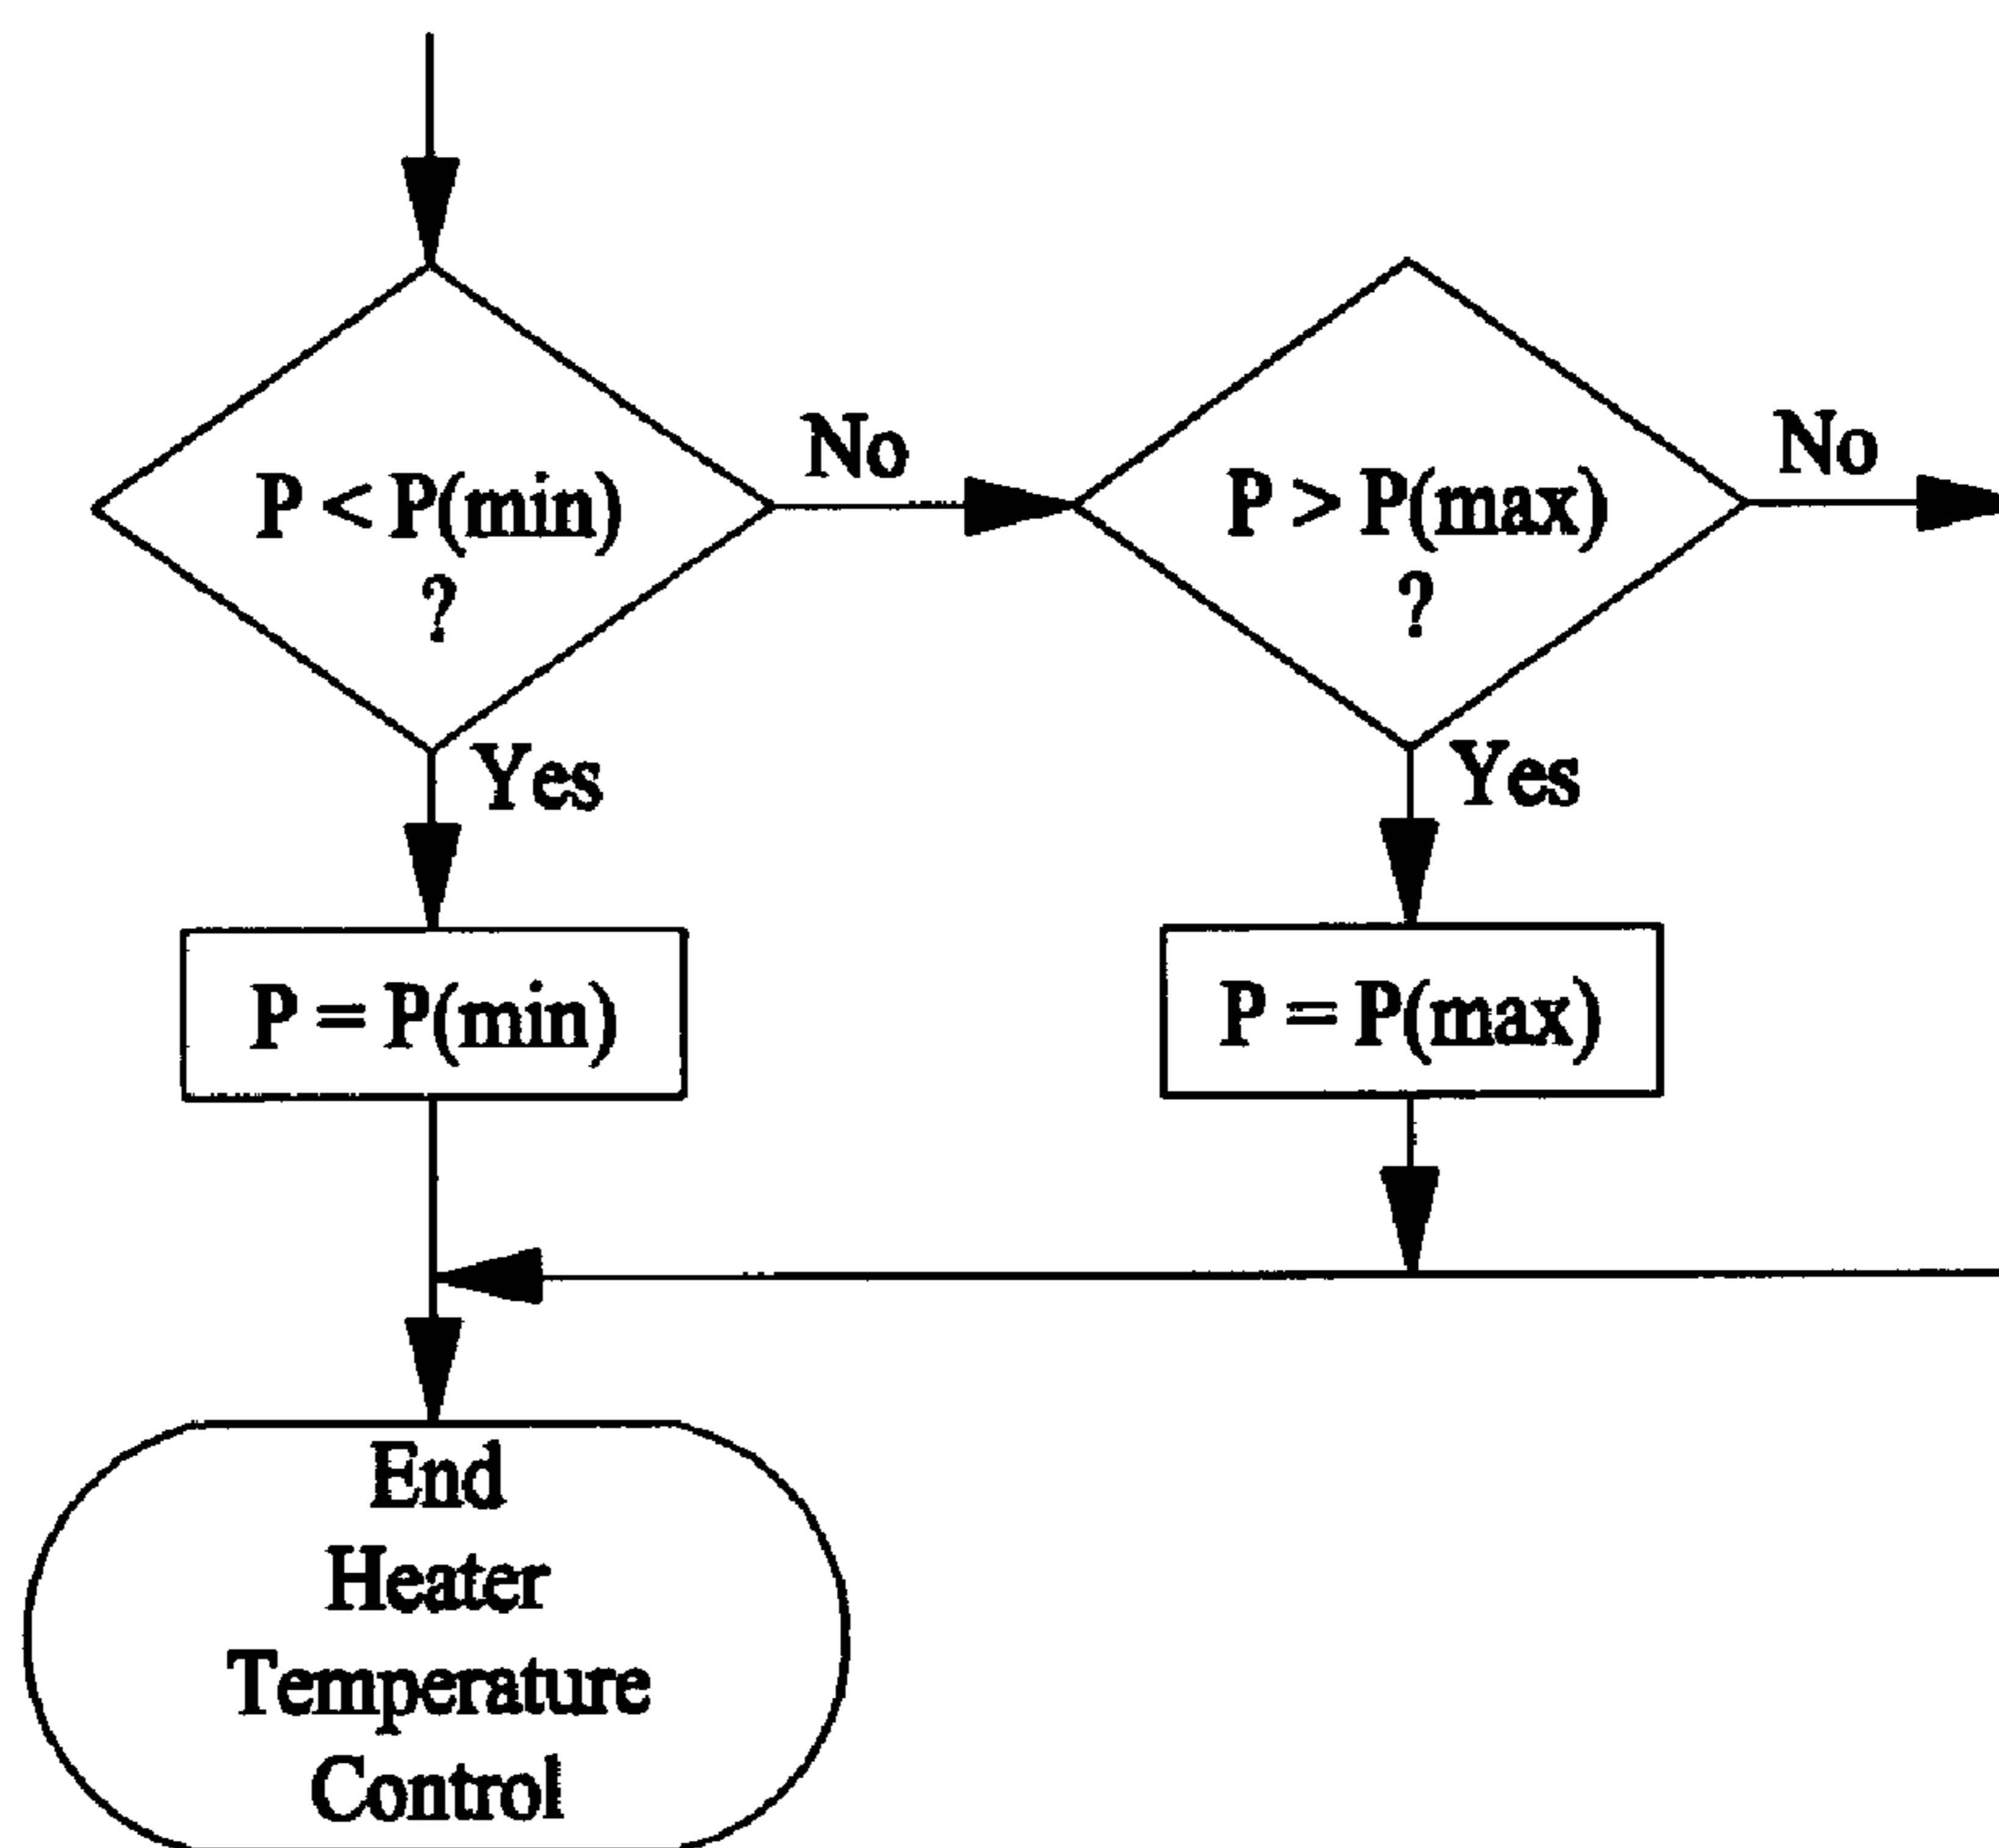 P < P(min)
?
No
P > P(max)
?
No
Yes
Yes
P = P(min)
P = P(max)
End
Heater
Temperature
Control